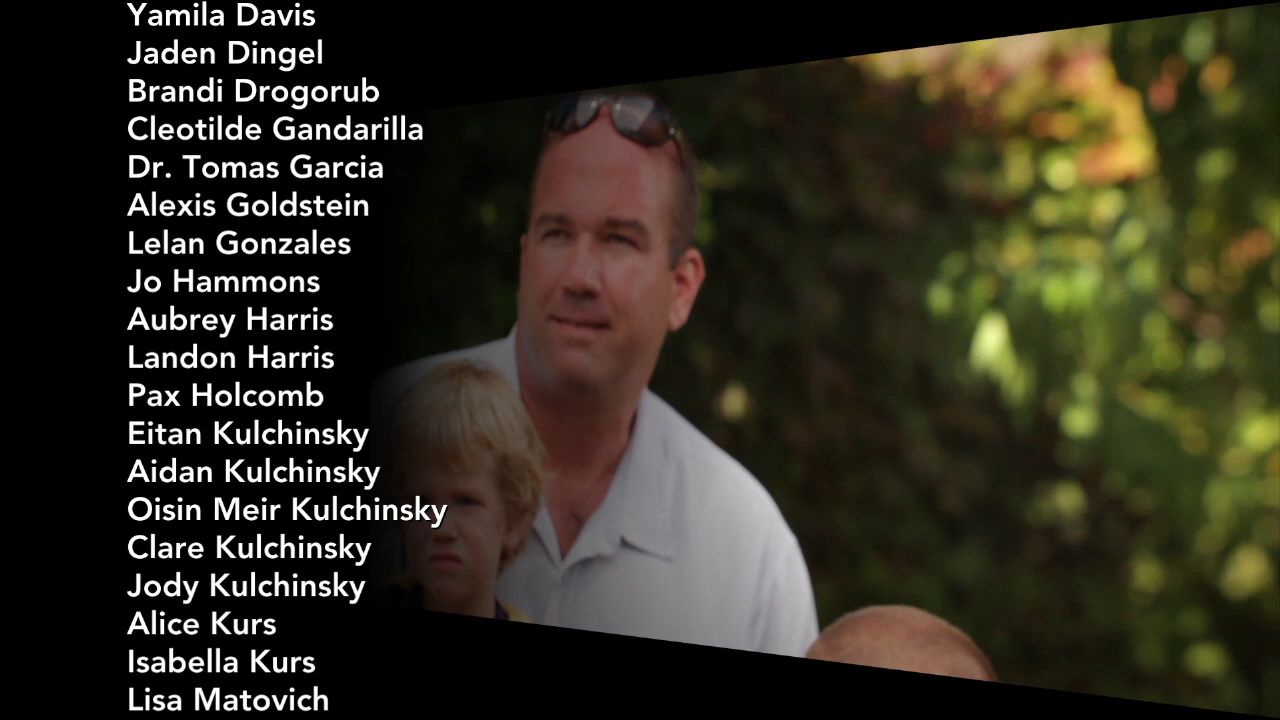 Yamila Davis
Jaden Dingel
Brandi Drogorub
Cleotilde Gandarilla
Dr. Tomas Garcia
Alexis Goldstein
Lelan Gonzales
Jo Hammons
Aubrey Harris
Landon Harris
Pax Holcomb
Eitan Kulchinsky
Aidan Kulchinsky
Oisin Meir Kulchinsky
Clare Kulchinsky
Jody Kulchinsky
Alice Kurs
Isabella Kurs
Lisa Matovich